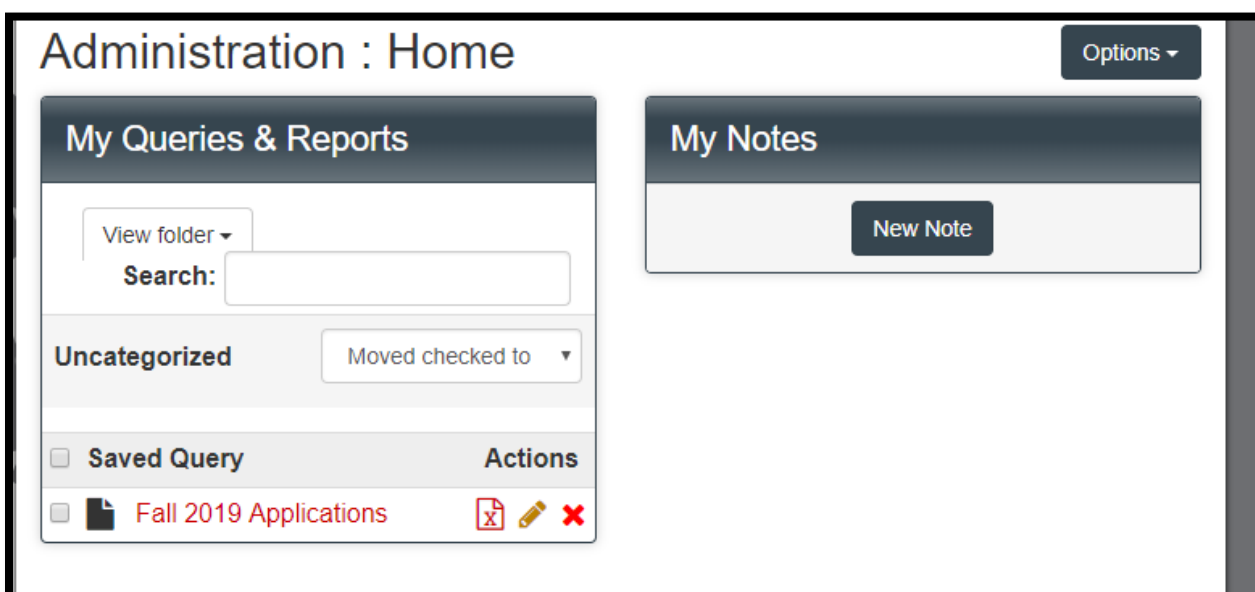 Administration : Home
Options
My Queries & Reports
View folder
Search:
Uncategorized
Moved checked to
Saved Query
Actions
Fall 2019 Applications
My Notes
New Note